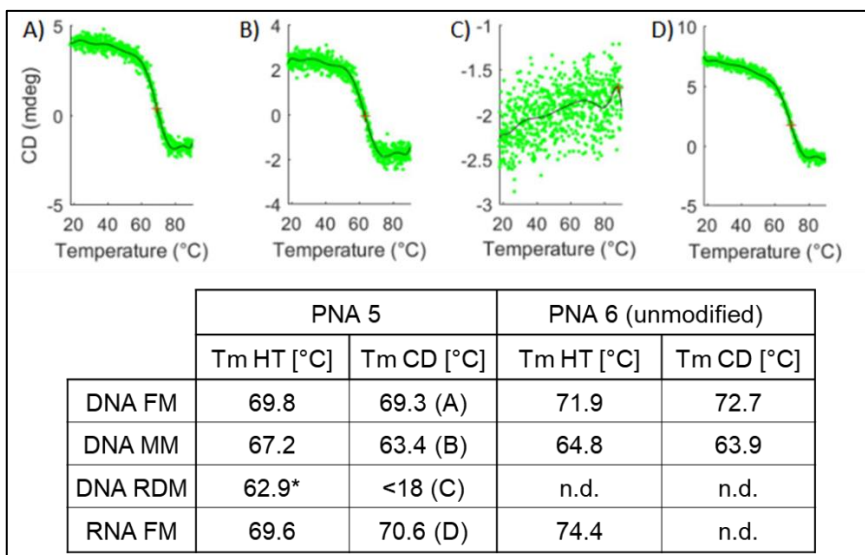 A) B) C) D)
5 4 -1 10
2 -1.5 5
0 0 -2 0
-2 -2.5
-5 -4 -3 -5
CD (mdeg)
20 40 60 80 20 40 60 80 20 40 60 80 20 40 60 80
Temperature (°C) Temperature (°C) Temperature (°C) Temperature (°C)
PNA 5 PNA 6 (unmodified)
Tm HT [°C] Tm CD [°C] Tm HT [°C] Tm CD [°C]
DNA FM 69.8 69.3 (A) 71.9 72.7
DNA MM 67.2 63.4 (B) 64.8 63.9
DNA RDM 62.9* <18 (C) n.d. n.d.
RNA FM 69.6 70.6 (D) 74.4 n.d.